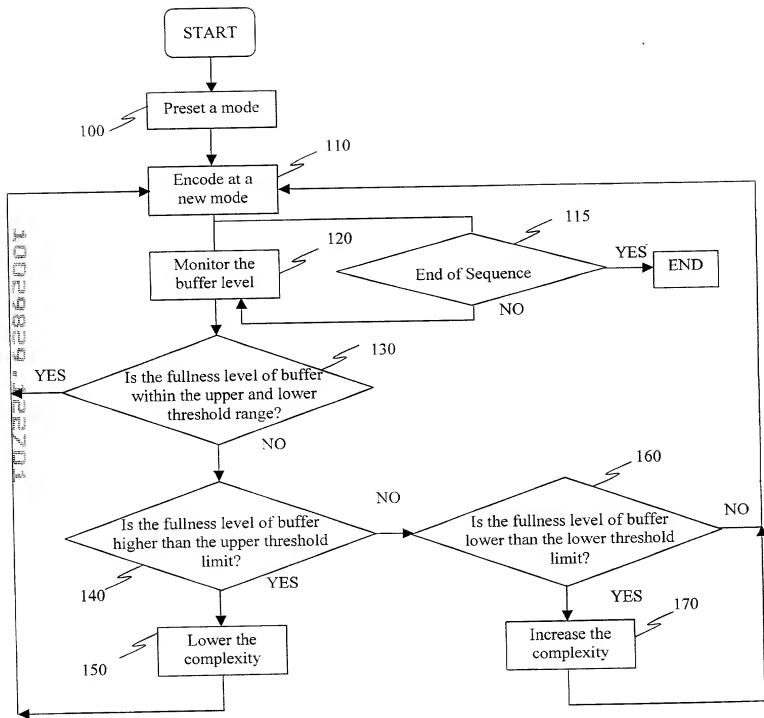 START
Preset a mode
100
110
Encode at a
new mode
115
120
Monitor the
buffer level
End of Sequence
YES
END
NO
130
YES
Is the fullness level of buffer
within the upper and lower
threshold range?
NO
160
NO
NO
Is the fullness level of buffer
higher than the upper threshold
limit?
Is the fullness level of buffer
lower than the lower threshold
limit?
140
YES
YES
170
Lower the
complexity
Increase the
complexity
150